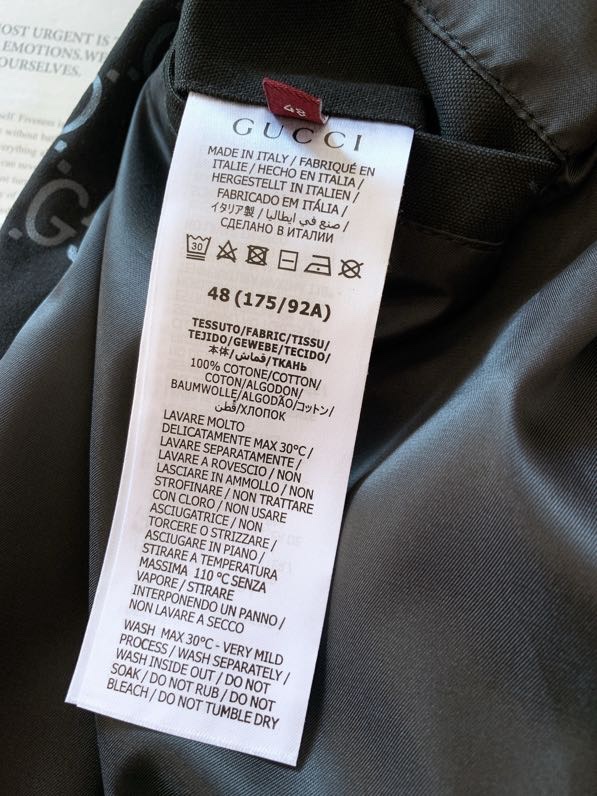 OST URGENT IS
EMOTIONS. WI
OURSELVES.
48
GUCCI
MADE IN ITALY / FABRIQUÉ EN
ITALIE / HECHO EN ITALIA /
HERGESTELLT IN ITALIEN /
FABRICADO EM ITÁLIA /
イタリア製 / صنع في ايطاليا /
СДЕЛАНО В ИТАЛИИ
30
48 (175/92A)
TESSUTO/FABRIC/TISSU/
TEJIDO/GEWEBE/TECIDO/
本体/قماش/ТКАНЬ
100% COTONE/COTTON/
COTON/ALGODON/
BAUMWOLLE/ALGODÃO/コットン/
قطن/ХЛОПОК
LAVARE MOLTO
DELICATAMENTE MAX 30°C /
LAVARE SEPARATAMENTE /
LAVARE A ROVESCIO / NON
LASCIARE IN AMMOLLO / NON
STROFINARE / NON TRATTARE
CON CLORO / NON USARE
ASCIUGATRICE / NON
TORCERE O STRIZZARE /
ASCIUGARE IN PIANO /
STIRARE A TEMPERATURA
MASSIMA 110 °C SENZA
VAPORE / STIRARE
INTERPONENDO UN PANNO /
NON LAVARE A SECCO
WASH MAX 30°C - VERY MILD
PROCESS / WASH SEPARATELY /
WASH INSIDE OUT / DO NOT
SOAK / DO NOT RUB / DO NOT
BLEACH / DO NOT TUMBLE DRY